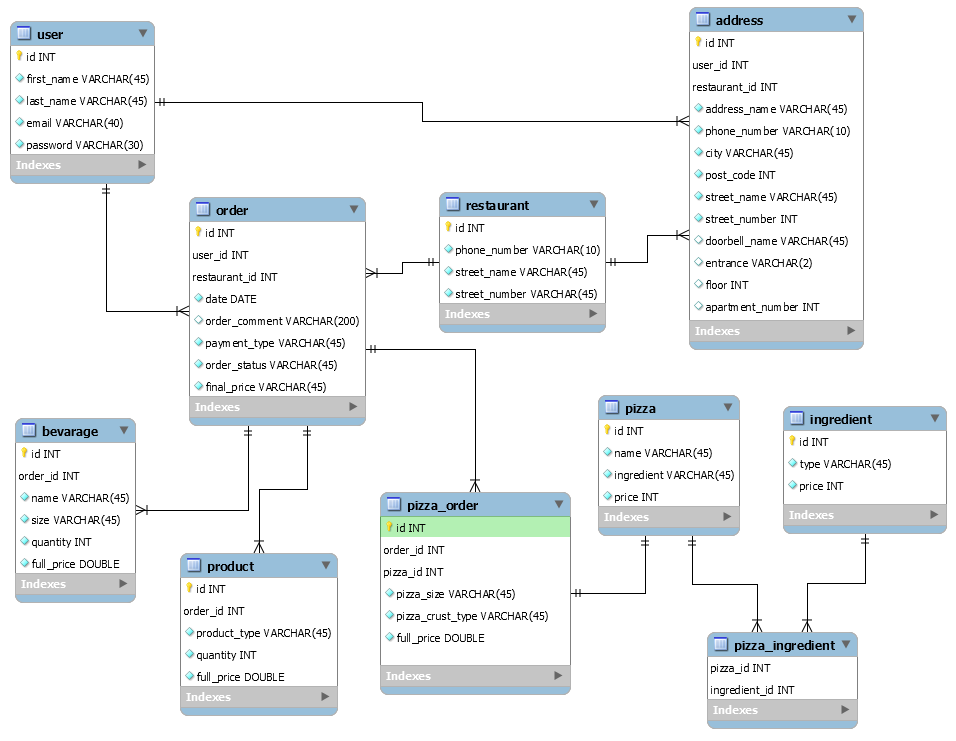 user
id INT
first_name VARCHAR(45)
last_name VARCHAR(45)
email VARCHAR(40)
password VARCHAR(30)
Indexes
address
id INT
user_id INT
restaurant_id INT
address_name VARCHAR(45)
phone_number VARCHAR(10)
city VARCHAR(45)
post_code INT
street_name VARCHAR(45)
street_number INT
doorbell_name VARCHAR(45)
entrance VARCHAR(2)
floor INT
apartment_number INT
Indexes
order
id INT
user_id INT
restaurant_id INT
date DATE
order_comment VARCHAR(200)
payment_type VARCHAR(45)
order_status VARCHAR(45)
final_price VARCHAR(45)
Indexes
restaurant
id INT
phone_number VARCHAR(10)
street_name VARCHAR(45)
street_number VARCHAR(45)
Indexes
bevarage
id INT
order_id INT
name VARCHAR(45)
size VARCHAR(45)
quantity INT
full_price DOUBLE
Indexes
product
id INT
order_id INT
product_type VARCHAR(45)
quantity INT
full_price DOUBLE
Indexes
pizza_order
id INT
order_id INT
pizza_id INT
pizza_size VARCHAR(45)
pizza_crust_type VARCHAR(45)
full_price DOUBLE
Indexes
pizza
id INT
name VARCHAR(45)
ingredient VARCHAR(45)
price INT
Indexes
ingredient
id INT
type VARCHAR(45)
price INT
Indexes
pizza_ingredient
pizza_id INT
ingredient_id INT
Indexes